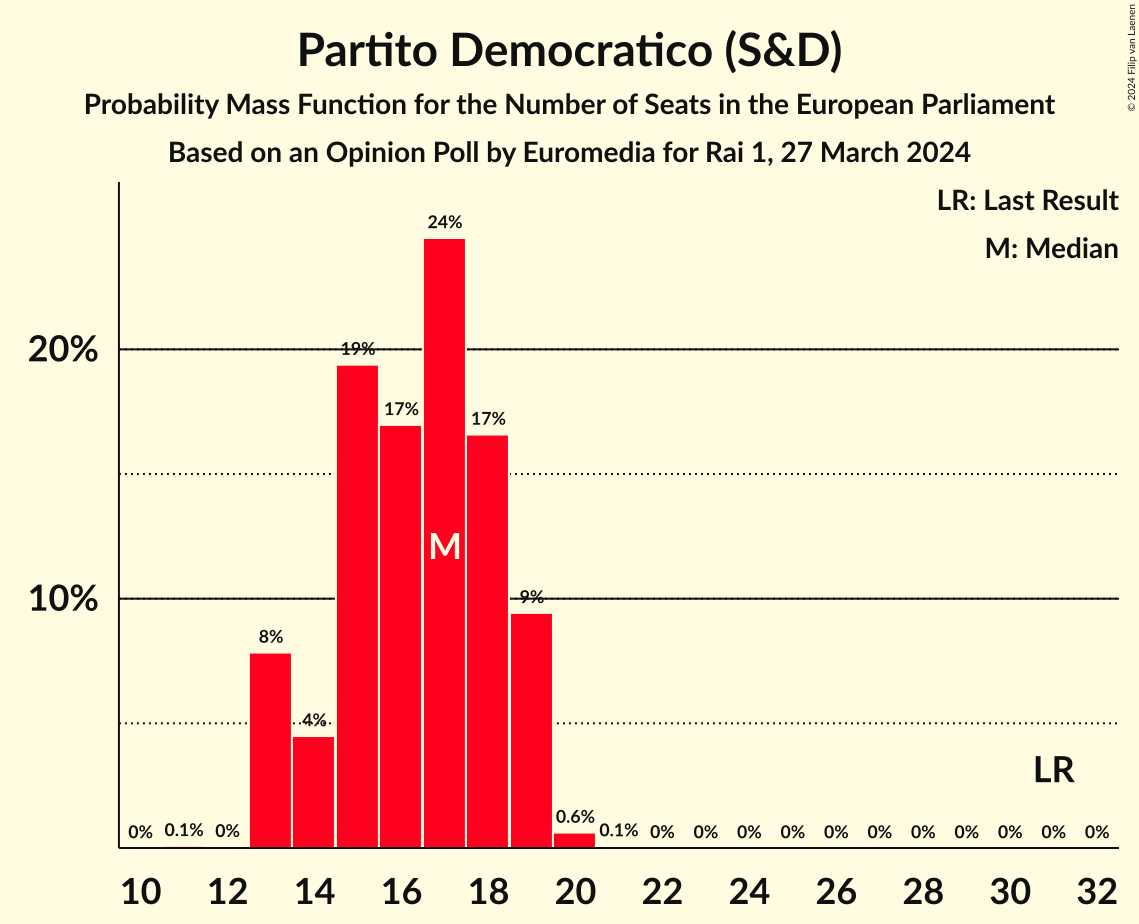 Partito Democratico (S&D)
Probability Mass Function for the Number of Seats in the European Parliament
Based on an Opinion Poll by Euromedia for Rai 1, 27 March 2024
© 2024 Filip van Laenen
LR: Last Result
M: Median
24%
20%
19%
17%
17%
M
10%
9%
8%
4%
LR
0% 0.1% 0% 0.6% 0.1% 0% 0% 0% 0% 0% 0% 0% 0% 0% 0% 0%
10 12 14 16 18 20 22 24 26 28 30 32